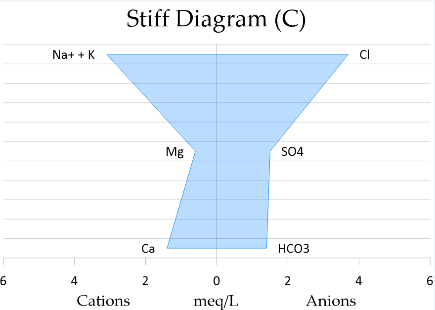 Stiff Diagram (C)
Na+ + K Cl
Mg SO4
Ca HCO3
6 4 2 0 2 4 6
Cations meq/L Anions